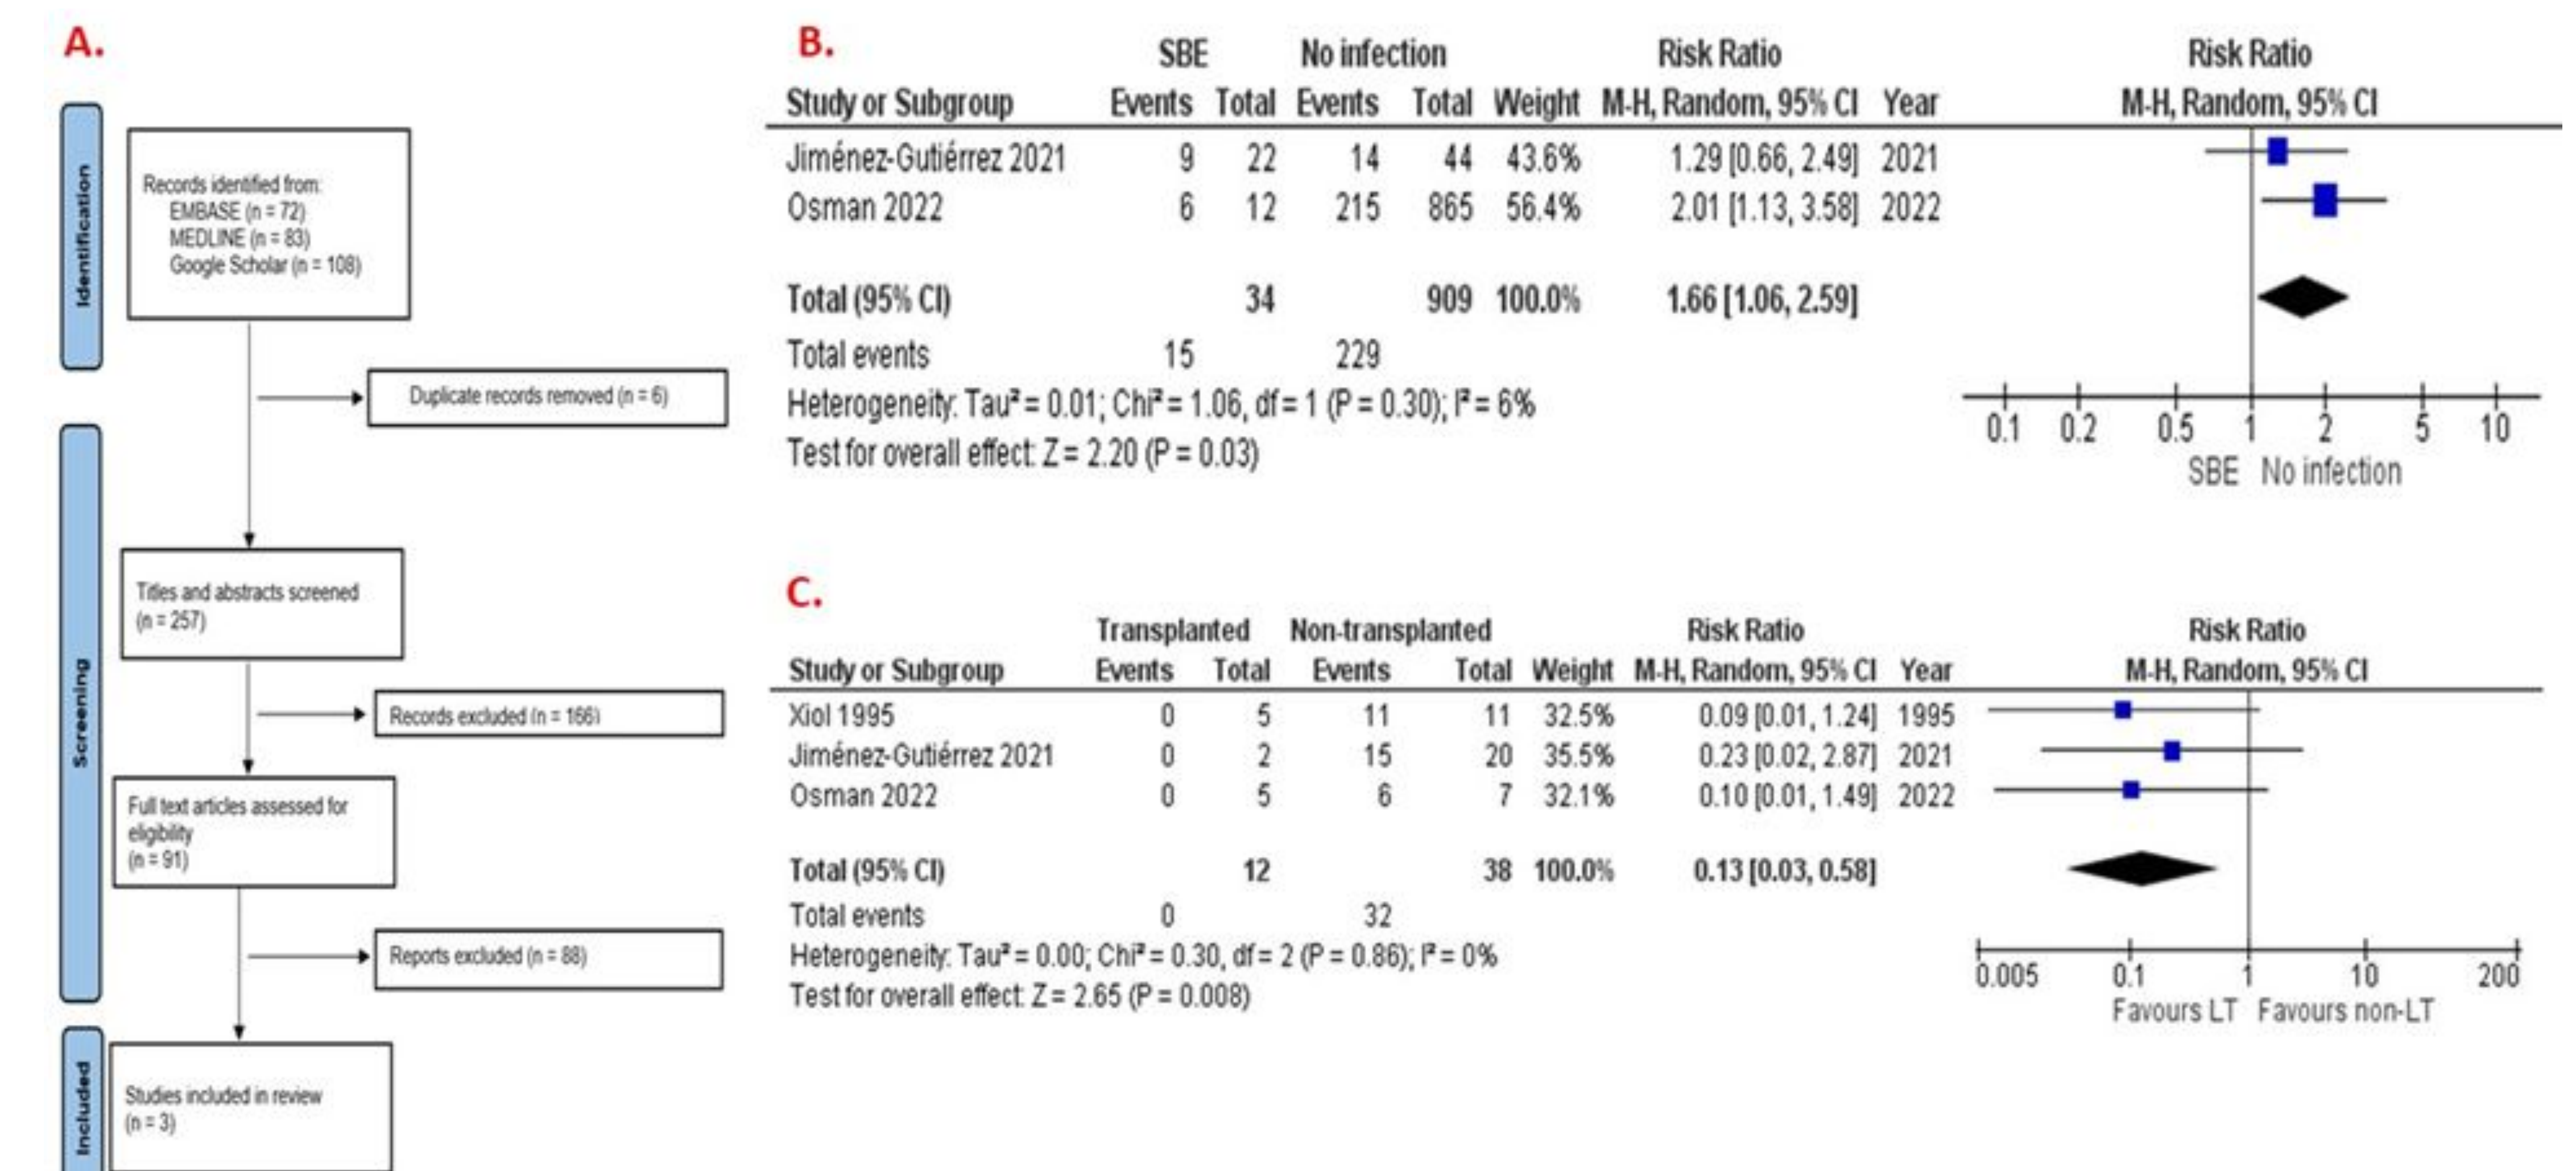 A.
Identification
Records identified from:
EMBASE (n = 72)
MEDLINE (n = 83)
Google Scholar (n = 108)
Duplicate records removed (n = 6)
Screening
Titles and abstracts screened
(n = 257)
Records excluded (n = 166)
Full text articles assessed for
eligibility
(n = 91)
Reports excluded (n = 88)
Included
Studies included in review
(n = 3)
B.
SBE No infection Risk Ratio Risk Ratio
Study or Subgroup Events Total Events Total Weight M-H, Random, 95% CI Year M-H, Random, 95% CI
Jiménez-Gutiérrez 2021 9 22 14 44 43.6% 1.29 [0.66, 2.49] 2021
Osman 2022 6 12 215 865 56.4% 2.01 [1.13, 3.58] 2022
Total (95% CI) 34 909 100.0% 1.66 [1.06, 2.59]
Total events 15 229
Heterogeneity: Tau² = 0.01; Chi² = 1.06, df = 1 (P = 0.30); I² = 6%
Test for overall effect: Z = 2.20 (P = 0.03)
0.1 0.2 0.5 1 2 5 10
SBE No infection
C.
Transplanted Non-transplanted Risk Ratio Risk Ratio
Study or Subgroup Events Total Events Total Weight M-H, Random, 95% CI Year M-H, Random, 95% CI
Xiol 1995 0 5 11 11 32.5% 0.09 [0.01, 1.24] 1995
Jiménez-Gutiérrez 2021 0 2 15 20 35.5% 0.23 [0.02, 2.87] 2021
Osman 2022 0 5 6 7 32.1% 0.10 [0.01, 1.49] 2022
Total (95% CI) 12 38 100.0% 0.13 [0.03, 0.58]
Total events 0 32
Heterogeneity: Tau² = 0.00; Chi² = 0.30, df = 2 (P = 0.86); I² = 0%
Test for overall effect: Z = 2.65 (P = 0.008)
0.005 0.1 1 10 200
Favours LT Favours non-LT